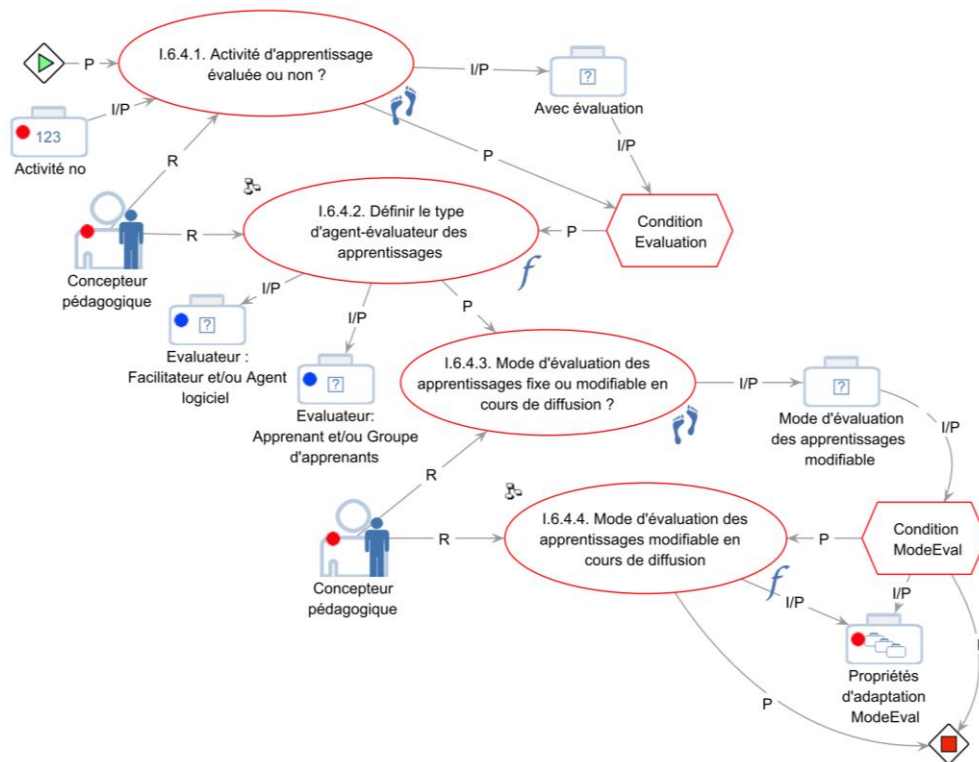 I.6.4.1. Activité d'apprentissage
évaluée ou non ?
P
I/P
?
Avec évaluation
I/P
123
Activité no
R
P
I/P
I.6.4.2. Définir le type
d'agent-évaluateur des
apprentissages
Condition
Evaluation
P
R
f
Concepteur
pédagogique
I/P
I/P
P
?
Evaluateur :
Facilitateur et/ou Agent
logiciel
?
Evaluateur:
Apprenant et/ou Groupe
d'apprenants
I.6.4.3. Mode d'évaluation des
apprentissages fixe ou modifiable en
cours de diffusion ?
I/P
?
Mode d'évaluation
des apprentissages
modifiable
I/P
R
I.6.4.4. Mode d'évaluation des
apprentissages modifiable en
cours de diffusion
P
Condition
ModeEval
R
Concepteur
pédagogique
f
I/P
I/P
Propriétés
d'adaptation
ModeEval
P